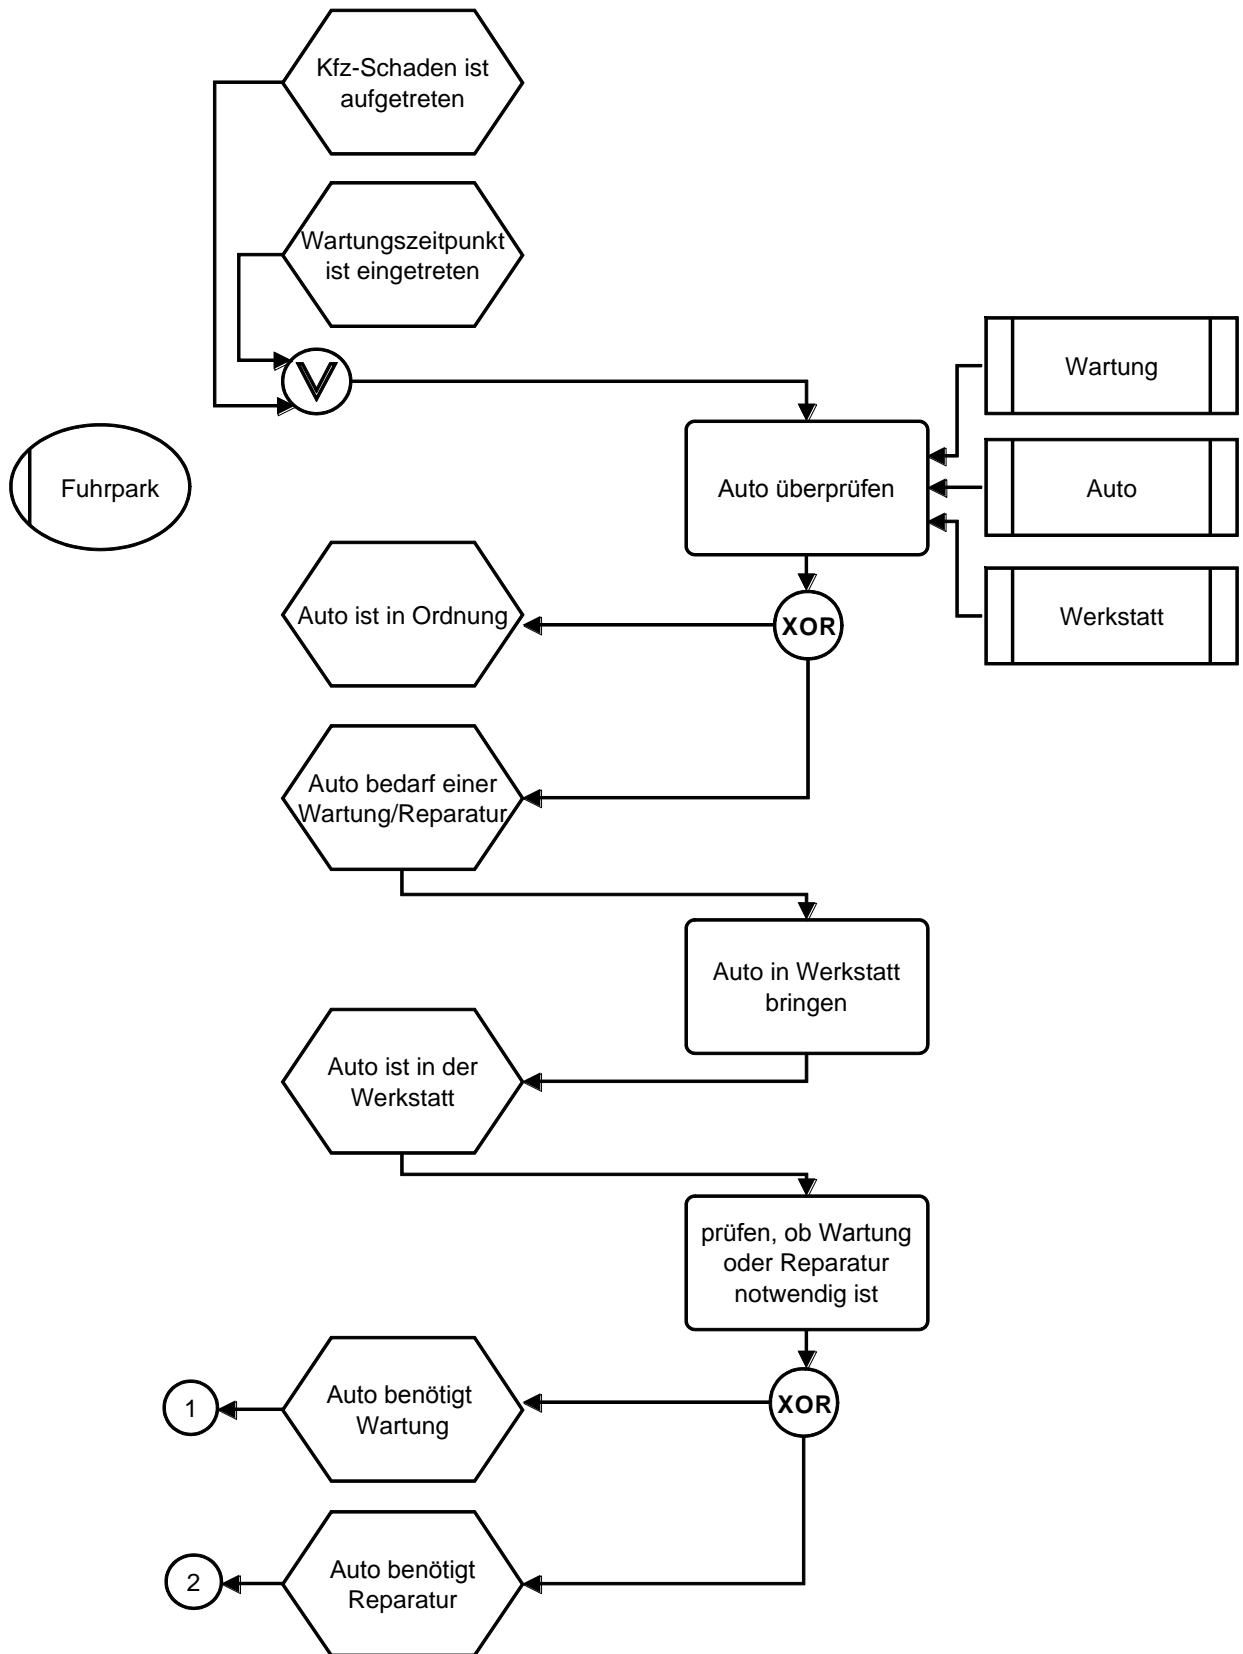 Kfz-Schaden ist
aufgetreten
Wartungszeitpunkt
ist eingetreten
V
Wartung
Fuhrpark
Auto überprüfen
Auto
Werkstatt
Auto ist in Ordnung
XOR
Auto bedarf einer
Wartung/Reparatur
Auto in Werkstatt
bringen
Auto ist in der
Werkstatt
prüfen, ob Wartung
oder Reparatur
notwendig ist
1
Auto benötigt
Wartung
XOR
2
Auto benötigt
Reparatur